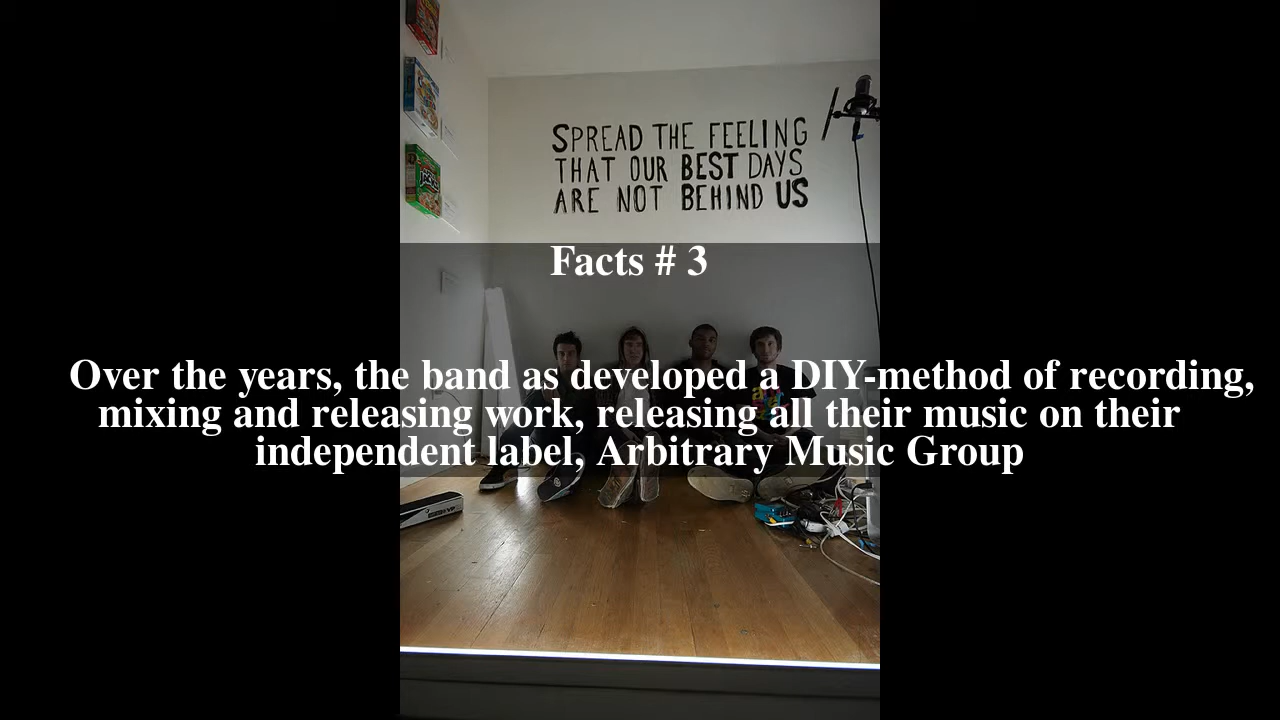 SPREAD THE FEELING
THAT OUR BEST DAYS
ARE NOT BEHIND US
Facts # 3
Over the years, the band as developed a DIY-method of recording,
mixing and releasing work, releasing all their music on their
independent label, Arbitrary Music Group